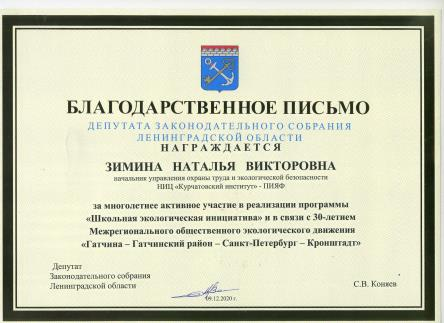 БЛАГОДАРСТВЕННОЕ ПИСЬМО
ДЕПУТАТА ЗАКОНОДАТЕЛЬНОГО СОБРАНИЯ
ЛЕНИНГРАДСКОЙ ОБЛАСТИ
НАГРАЖДАЕТСЯ
ЗИМИНА НАТАЛЬЯ ВИКТОРОВНА
начальник управления охраны труда и экологической безопасности
НИЦ «Курчатовский институт» - ПИЯФ
за многолетнее активное участие в реализации программы
«Школьная экологическая инициатива» и в связи с 30-летием
Межрегионального общественного экологического движения
«Гатчина – Гатчинский район – Санкт-Петербург – Кронштадт»
Депутат
Законодательного собрания
Ленинградской области
С.В. Коняев
09.12.2020 г.